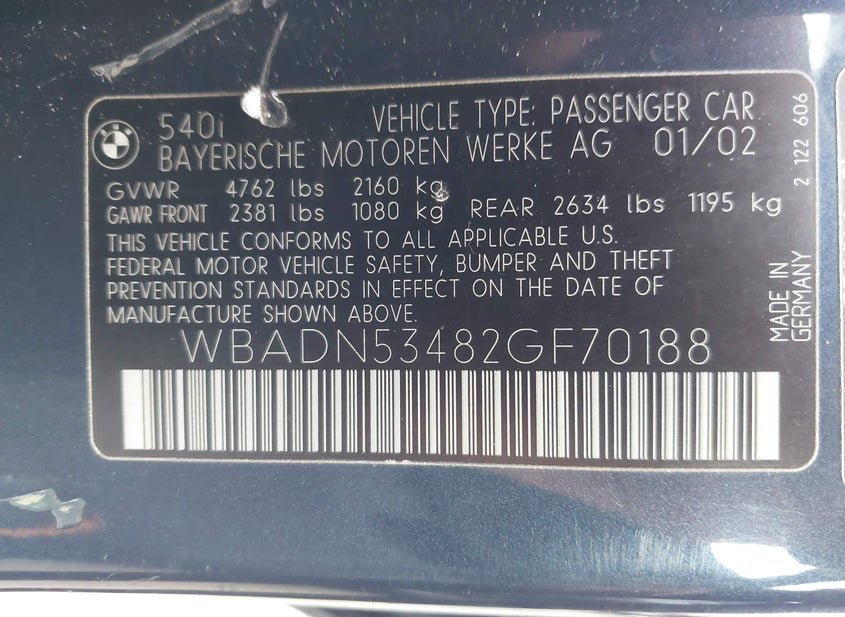 540i VEHICLE TYPE: PASSENGER CAR
BAYERISCHE MOTOREN WERKE AG 01/02
GVWR 4762 lbs 2160 kg
GAWR FRONT 2381 lbs 1080 kg REAR 2634 lbs 1195 kg
THIS VEHICLE CONFORMS TO ALL APPLICABLE U.S.
FEDERAL MOTOR VEHICLE SAFETY, BUMPER AND THEFT
PREVENTION STANDARDS IN EFFECT ON THE DATE OF
MANUFACTURE SHOWN ABOVE.
WBADN53482GF70188
MADE IN
GERMANY
2 122 606